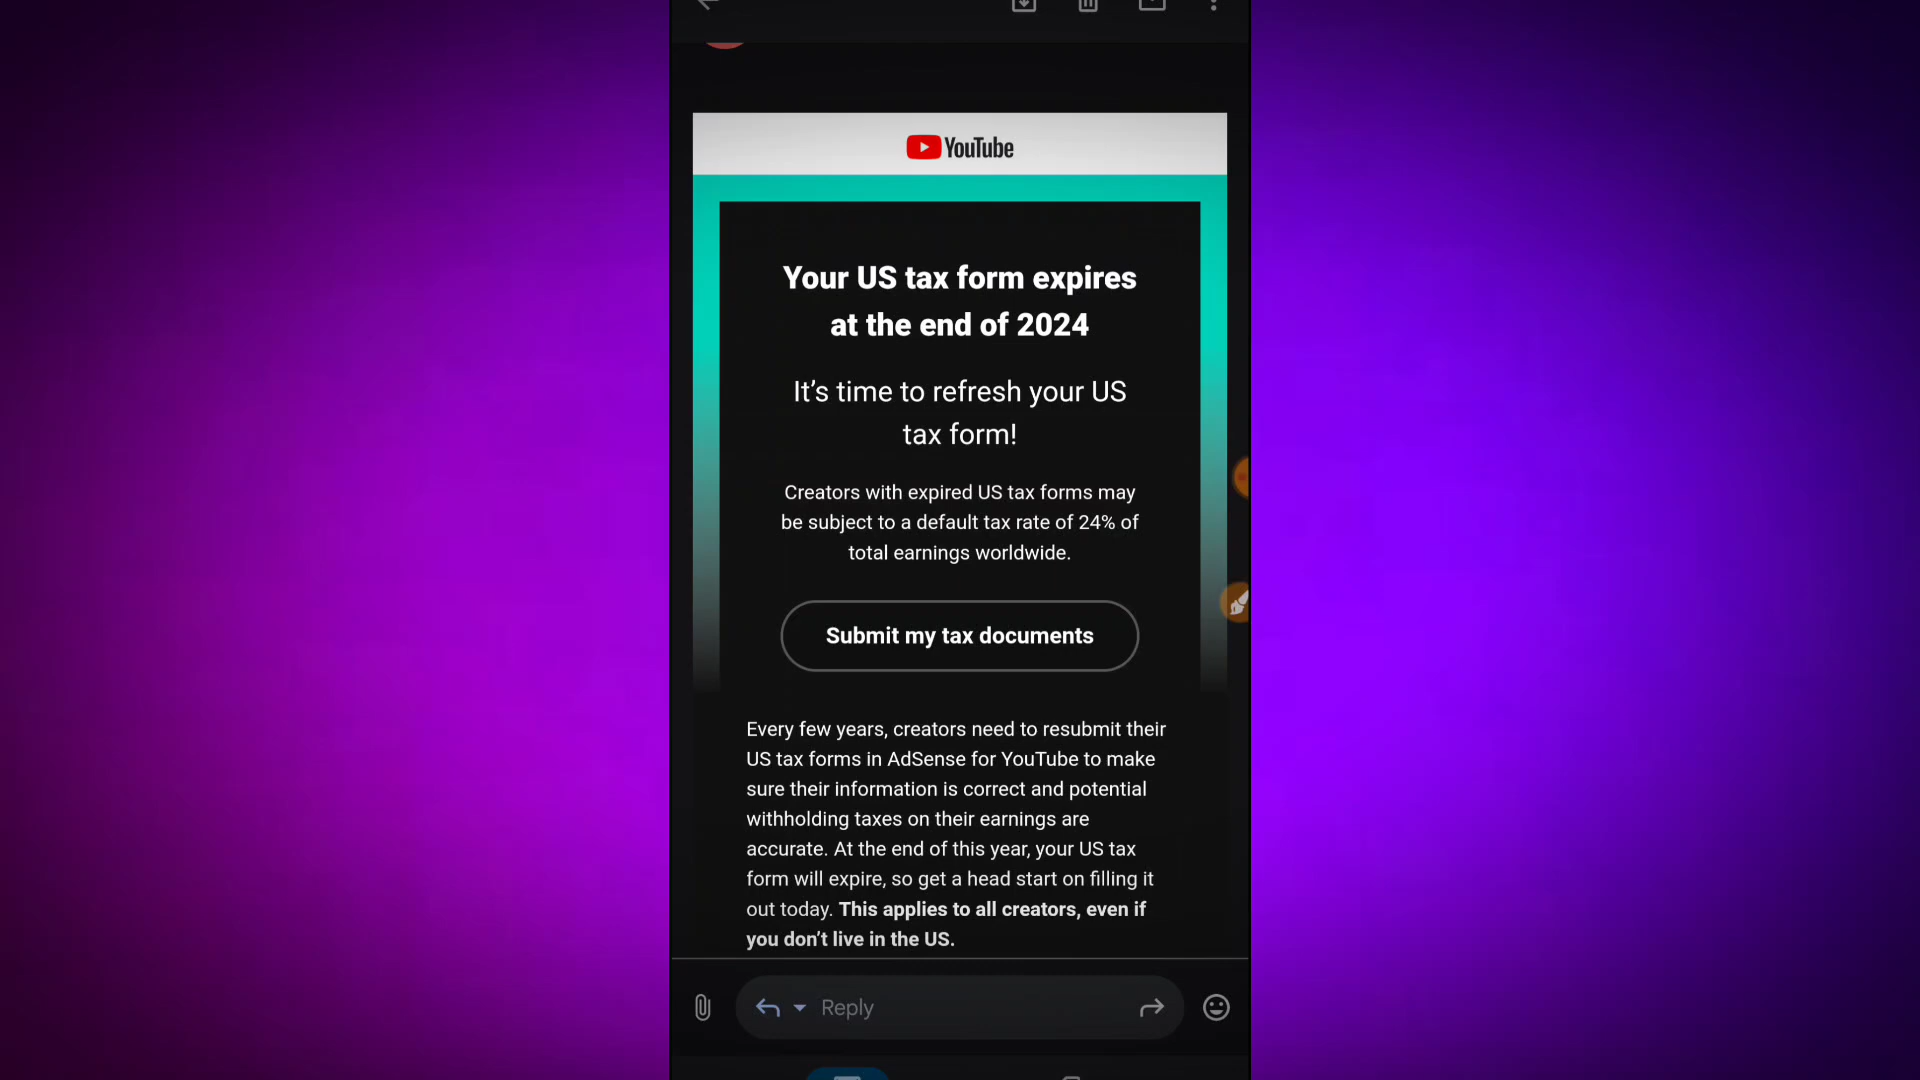 YouTube
Your US tax form expires
at the end of 2024
It’s time to refresh your US
tax form!
Creators with expired US tax forms may
be subject to a default tax rate of 24% of
total earnings worldwide.
Submit my tax documents
Every few years, creators need to resubmit their
US tax forms in AdSense for YouTube to make
sure their information is correct and potential
withholding taxes on their earnings are
accurate. At the end of this year, your US tax
form will expire, so get a head start on filling it
out today. This applies to all creators, even if
you don’t live in the US.
Reply